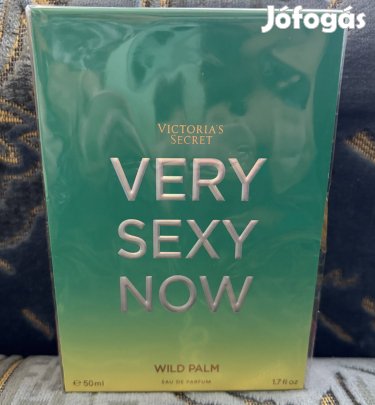 Jófogás
VICTORIA'S
SECRET
VERY
SEXY
NOW
WILD PALM
EAU DE PARFUM
℮ 50ml 1.7 fl oz